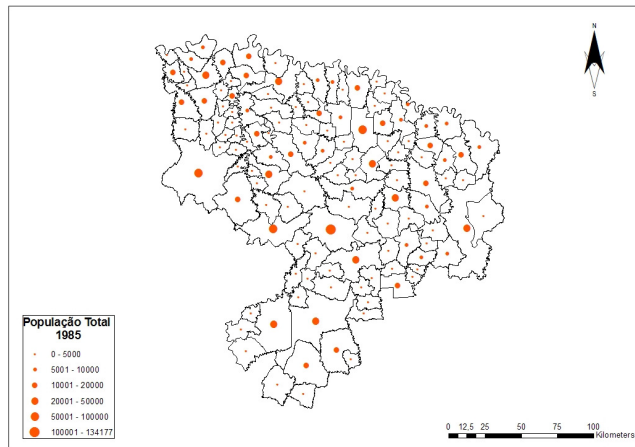 N
S
População Total
1985
0 - 5000
5001 - 10000
10001 - 20000
20001 - 50000
50001 - 100000
100001 - 134177
0 12.5 25 50 75 100
Kilometers